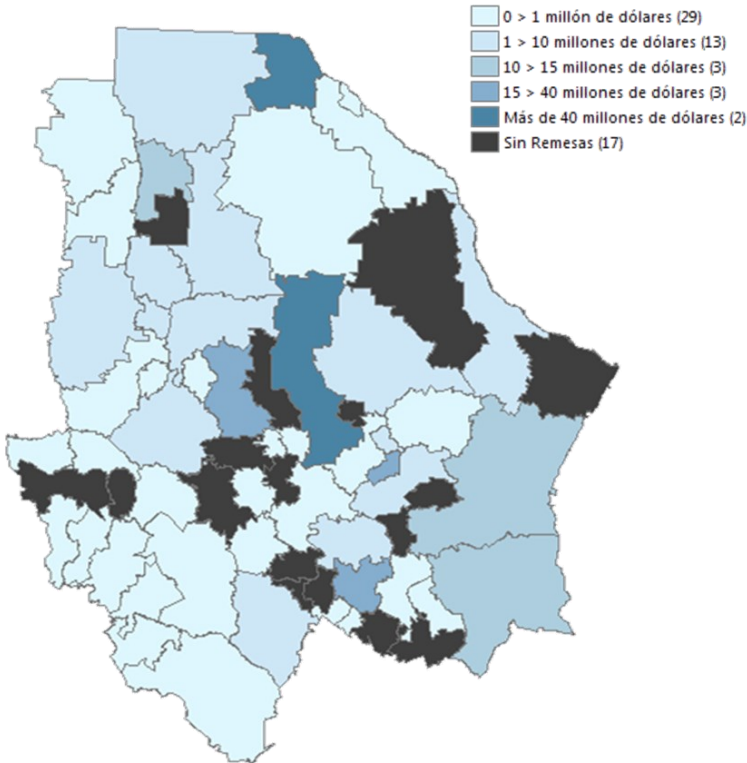 0 > 1 millón de dólares (29)
1 > 10 millones de dólares (13)
10 > 15 millones de dólares (3)
15 > 40 millones de dólares (3)
Más de 40 millones de dólares (2)
Sin Remesas (17)